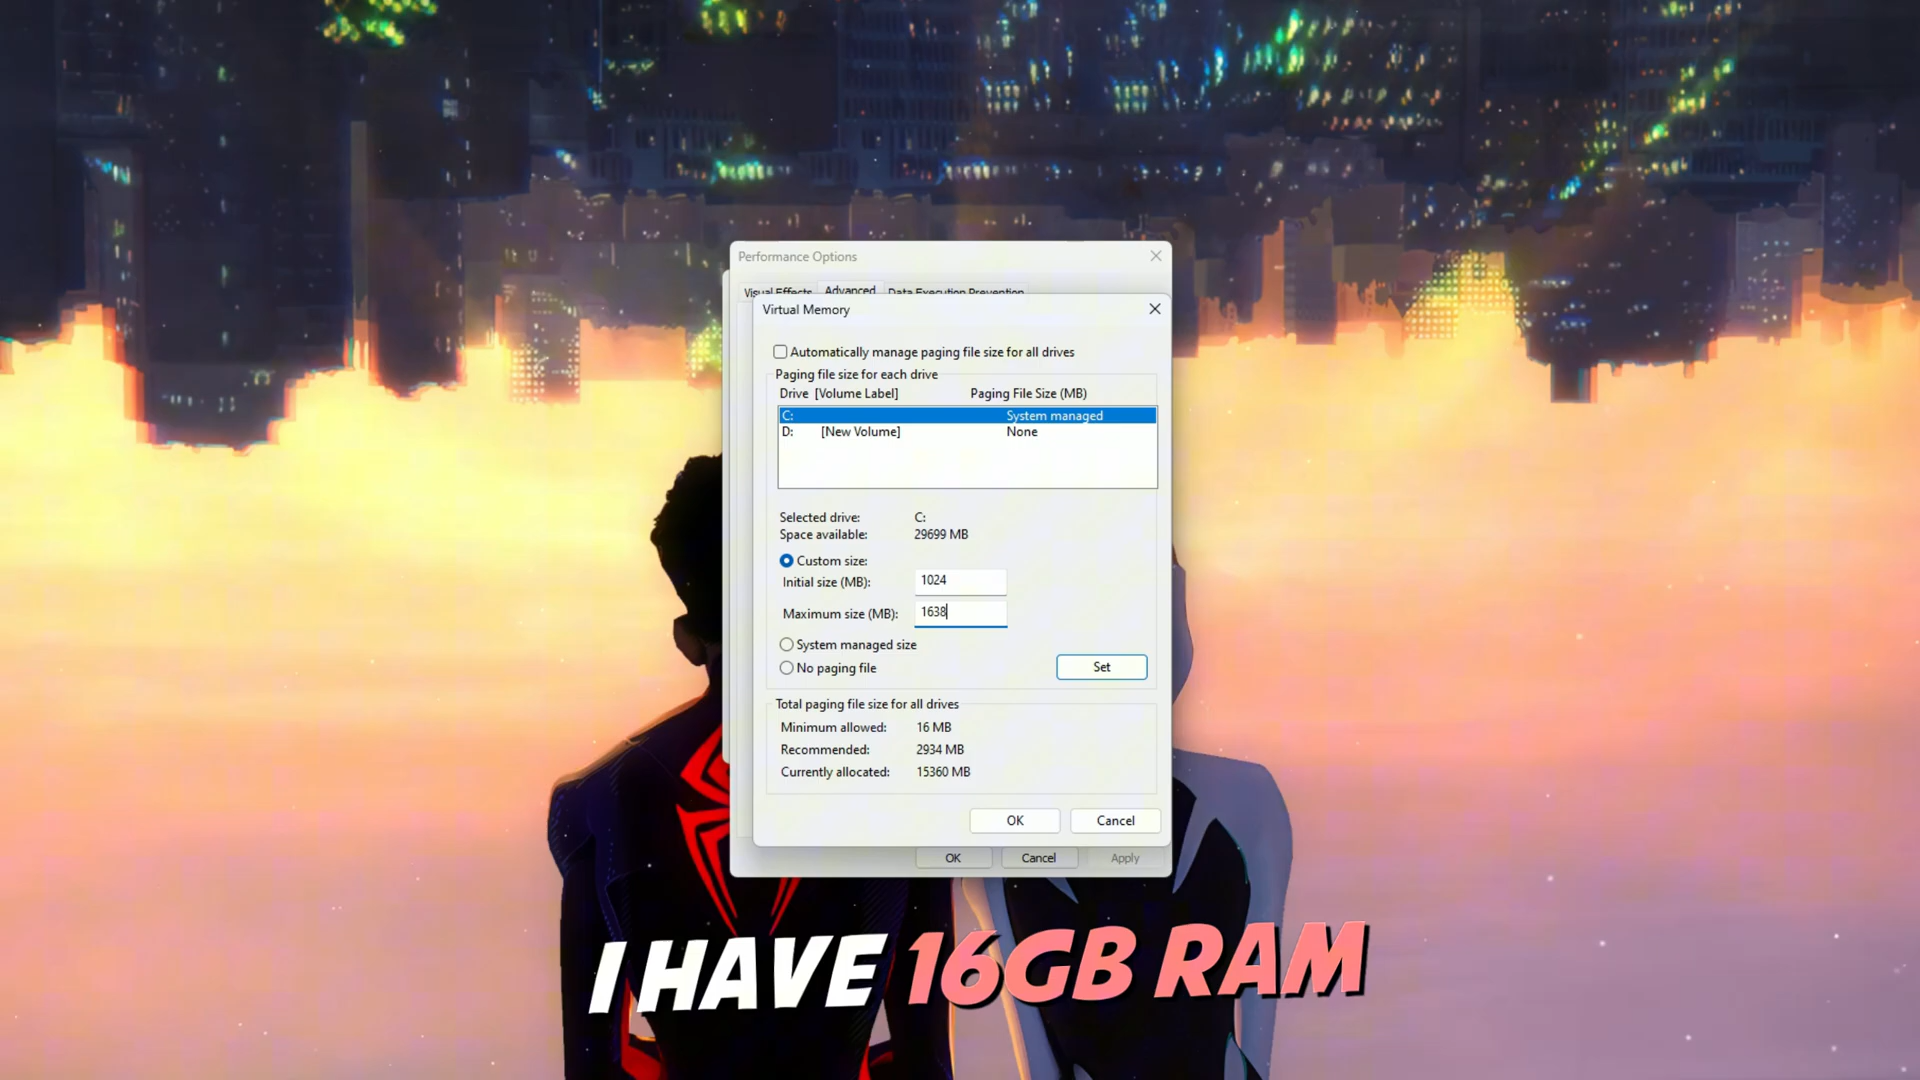 Performance Options
Visual Effects Advanced Data Execution Prevention
Virtual Memory
Automatically manage paging file size for all drives
Paging file size for each drive
Drive [Volume Label] Paging File Size (MB)
C: System managed
D: [New Volume] None
Selected drive: C:
Space available: 29699 MB
Custom size:
Initial size (MB): 1024
Maximum size (MB): 1638
System managed size
No paging file
Set
Total paging file size for all drives
Minimum allowed: 16 MB
Recommended: 2934 MB
Currently allocated: 15360 MB
OK Cancel
OK Cancel Apply
I HAVE 16GB RAM